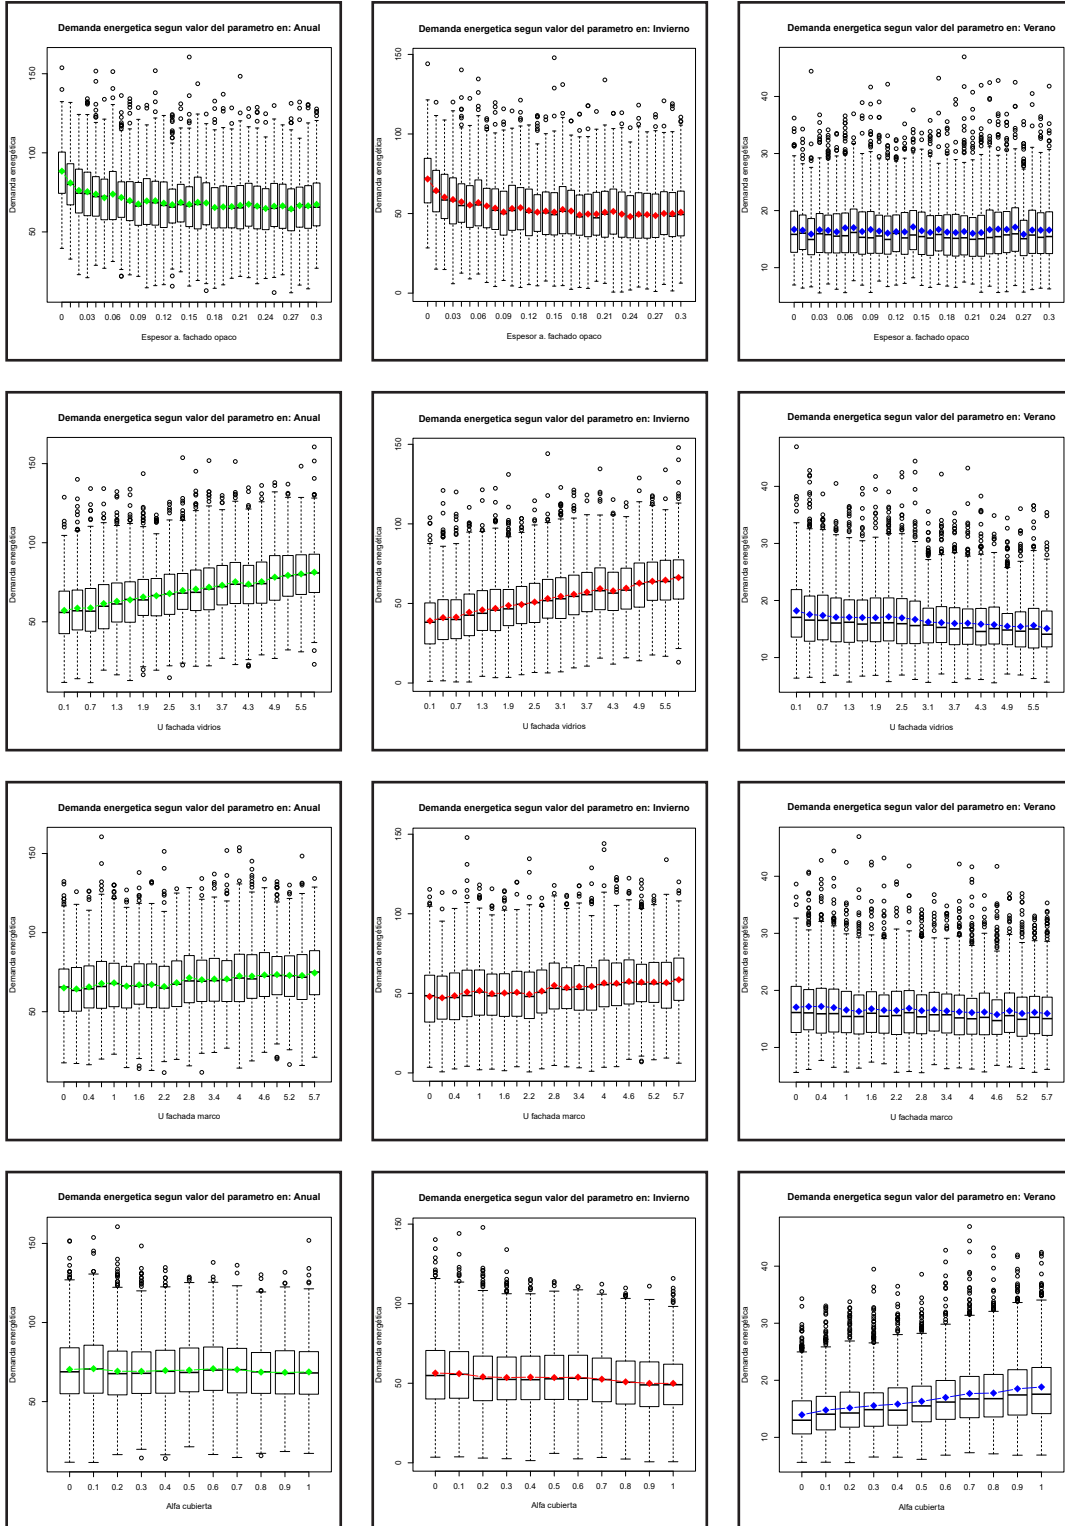 Demanda energetica segun valor del parametro en: Anual
Demanda energética
50 100 150
0 0.03 0.06 0.09 0.12 0.15 0.18 0.21 0.24 0.27 0.3
Espesor a. fachado opaco
Demanda energetica segun valor del parametro en: Invierno
Demanda energética
0 50 100 150
0 0.03 0.06 0.09 0.12 0.15 0.18 0.21 0.24 0.27 0.3
Espesor a. fachado opaco
Demanda energetica segun valor del parametro en: Verano
Demanda energética
10 20 30 40
0 0.03 0.06 0.09 0.12 0.15 0.18 0.21 0.24 0.27 0.3
Espesor a. fachado opaco
Demanda energetica segun valor del parametro en: Anual
Demanda energética
50 100 150
0.1 0.7 1.3 1.9 2.5 3.1 3.7 4.3 4.9 5.5
U fachada vidrios
Demanda energetica segun valor del parametro en: Invierno
Demanda energética
0 50 100 150
0.1 0.7 1.3 1.9 2.5 3.1 3.7 4.3 4.9 5.5
U fachada vidrios
Demanda energetica segun valor del parametro en: Verano
Demanda energética
10 20 30 40
0.1 0.7 1.3 1.9 2.5 3.1 3.7 4.3 4.9 5.5
U fachada vidrios
Demanda energetica segun valor del parametro en: Anual
Demanda energética
50 100 150
0 0.4 1 1.6 2.2 2.8 3.4 4 4.6 5.2 5.7
U fachada marco
Demanda energetica segun valor del parametro en: Invierno
Demanda energética
0 50 100 150
0 0.4 1 1.6 2.2 2.8 3.4 4 4.6 5.2 5.7
U fachada marco
Demanda energetica segun valor del parametro en: Verano
Demanda energética
10 20 30 40
0 0.4 1 1.6 2.2 2.8 3.4 4 4.6 5.2 5.7
U fachada marco
Demanda energetica segun valor del parametro en: Anual
Demanda energética
50 100 150
0 0.1 0.2 0.3 0.4 0.5 0.6 0.7 0.8 0.9 1
Alfa cubierta
Demanda energetica segun valor del parametro en: Invierno
Demanda energética
0 50 100 150
0 0.1 0.2 0.3 0.4 0.5 0.6 0.7 0.8 0.9 1
Alfa cubierta
Demanda energetica segun valor del parametro en: Verano
Demanda energética
10 20 30 40
0 0.1 0.2 0.3 0.4 0.5 0.6 0.7 0.8 0.9 1
Alfa cubierta